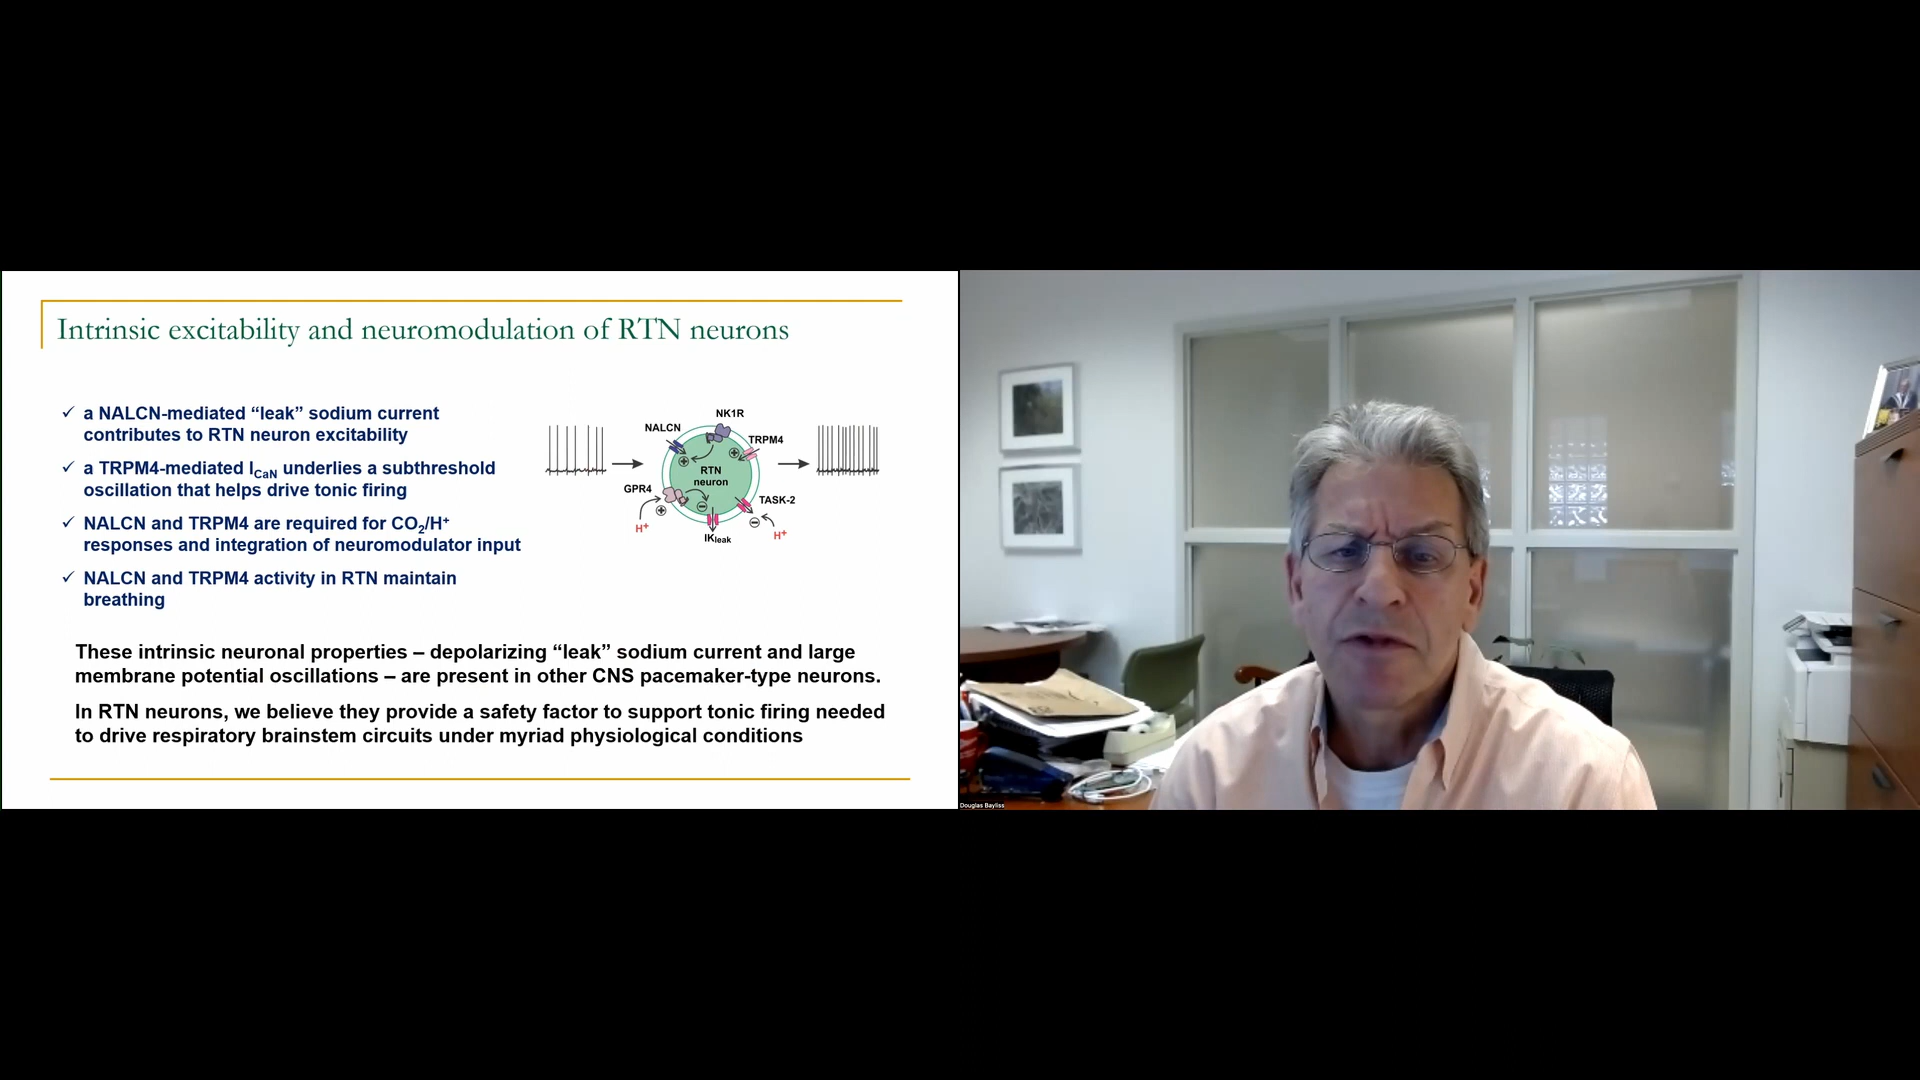 Intrinsic excitability and neuromodulation of RTN neurons
✓ a NALCN-mediated “leak” sodium current
contributes to RTN neuron excitability
✓ a TRPM4-mediated ICaN underlies a subthreshold
oscillation that helps drive tonic firing
✓ NALCN and TRPM4 are required for CO2/H+
responses and integration of neuromodulator input
✓ NALCN and TRPM4 activity in RTN maintain
breathing
NK1R
NALCN
TRPM4
RTN
neuron
GPR4
TASK-2
H+
H+
IKleak
These intrinsic neuronal properties – depolarizing “leak” sodium current and large
membrane potential oscillations – are present in other CNS pacemaker-type neurons.
In RTN neurons, we believe they provide a safety factor to support tonic firing needed
to drive respiratory brainstem circuits under myriad physiological conditions
Douglas Bayliss